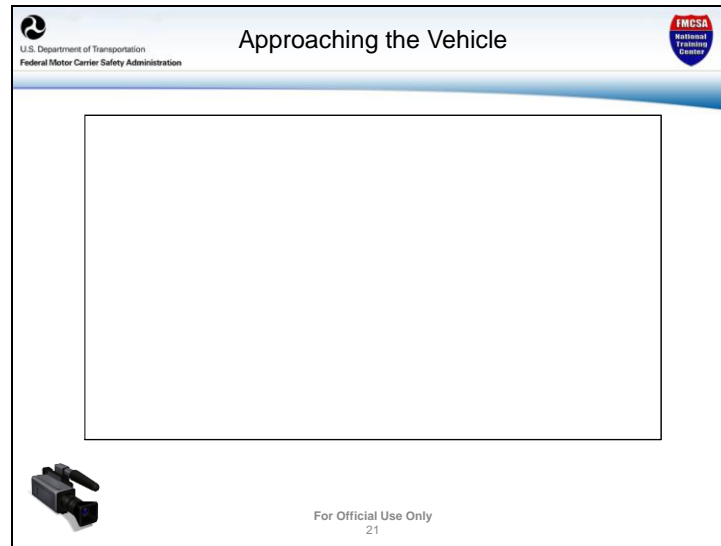 U.S. Department of Transportation
Federal Motor Carrier Safety Administration
Approaching the Vehicle
FMCSA
National
Training
Center
For Official Use Only
21